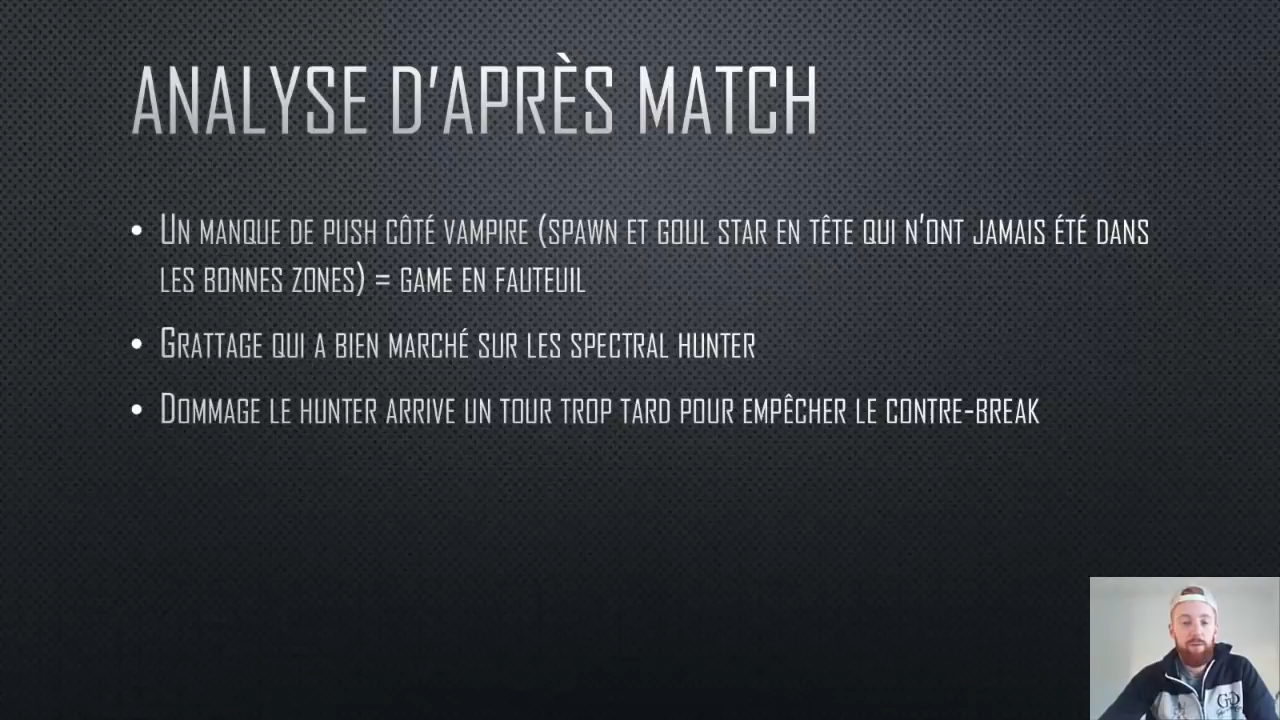 ANALYSE D'APRÈS MATCH
• UN MANQUE DE PUSH CÔTÉ VAMPIRE (SPAWN ET GOUL STAR EN TÊTE QUI N'ONT JAMAIS ÉTÉ DANS
LES BONNES ZONES) = GAME EN FAUTEUIL
• GRATTAGE QUI A BIEN MARCHÉ SUR LES SPECTRAL HUNTER
• DOMMAGE LE HUNTER ARRIVE UN TOUR TROP TARD POUR EMPÊCHER LE CONTRE-BREAK